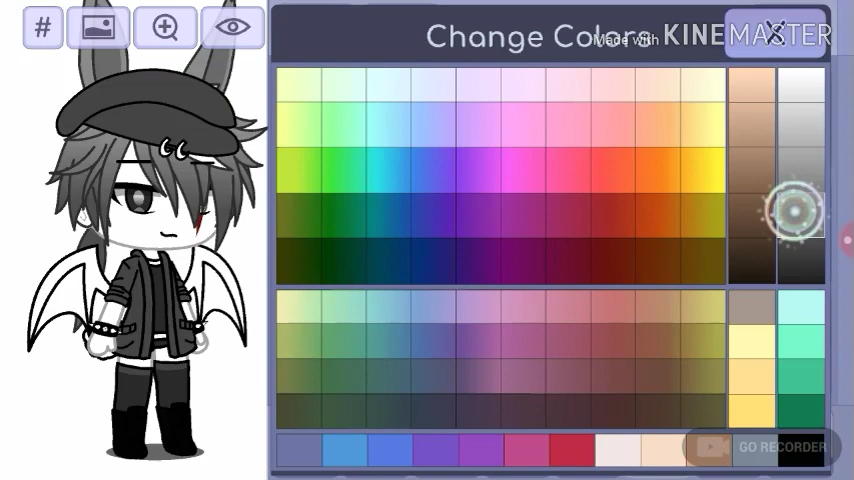 #
Change Colors
Made with KINEMASTER
X
GO RECORDER